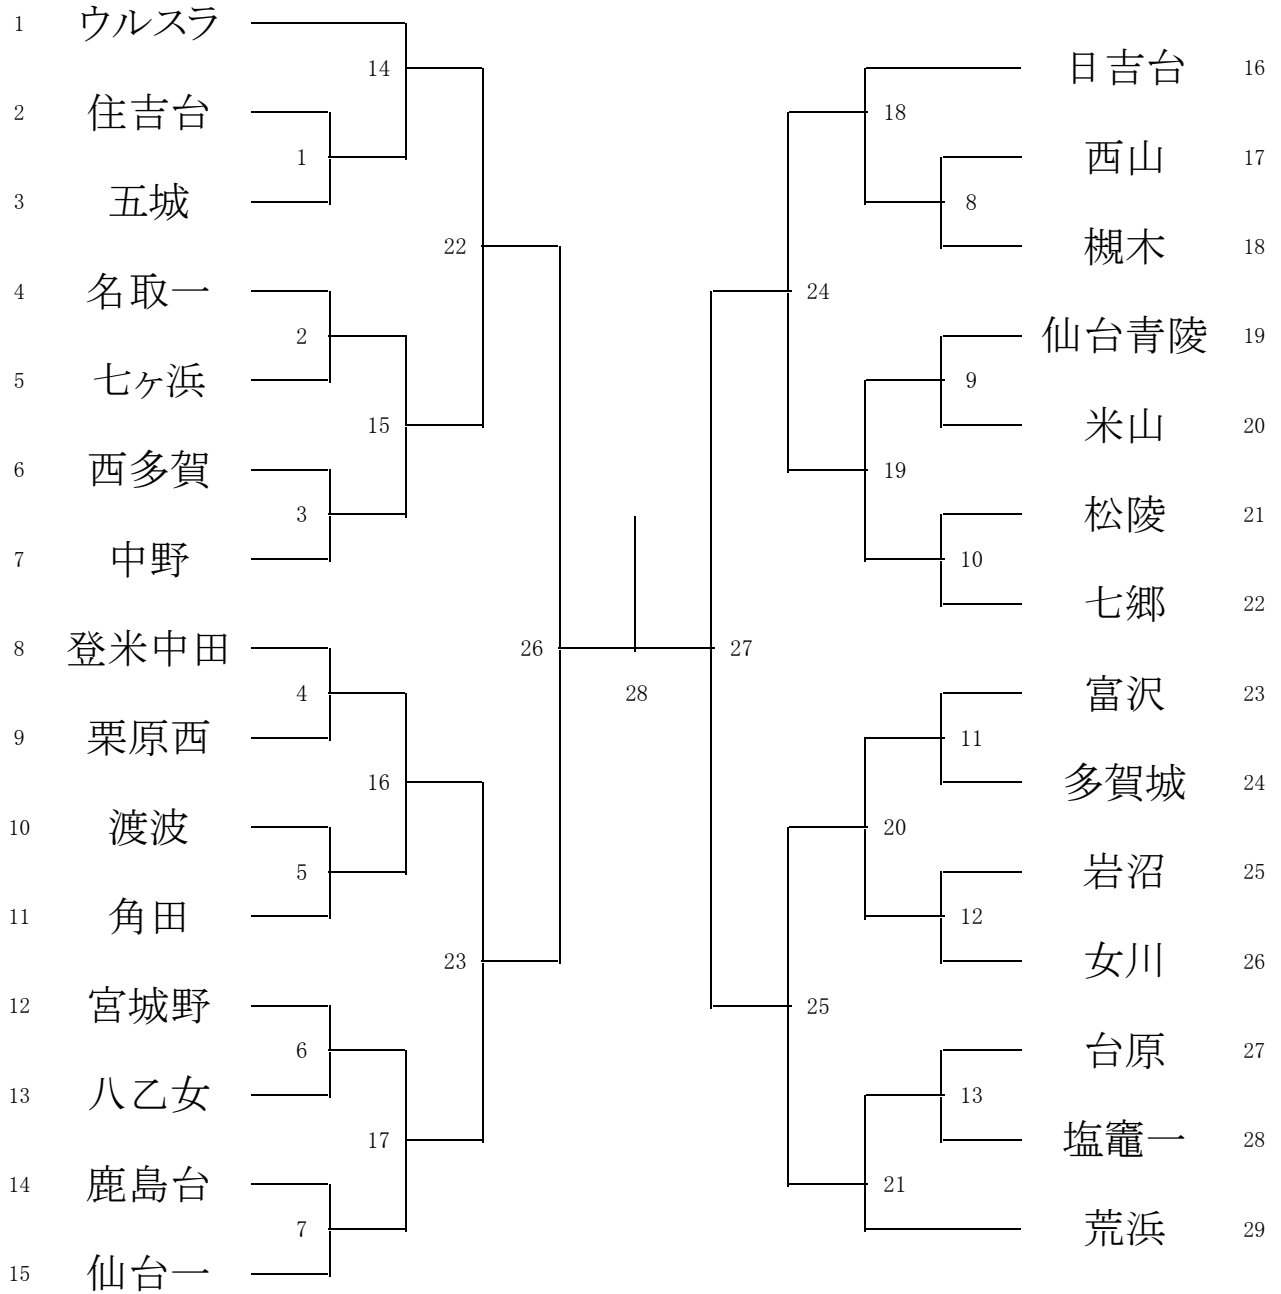 1 ウルスラ
14
2 住吉台
1
3 五城
22
4 名取一
2
5 七ヶ浜
15
6 西多賀
3
7 中野
8 登米中田
26
4
9 栗原西
16
10 渡波
5
11 角田
23
12 宮城野
6
13 八乙女
17
14 鹿島台
7
15 仙台一
28
日吉台 16
18
西山 17
8
槻木 18
24
仙台青陵 19
9
米山 20
19
松陵 21
10
七郷 22
27
富沢 23
11
多賀城 24
20
岩沼 25
12
女川 26
25
台原 27
13
塩竈一 28
21
荒浜 29